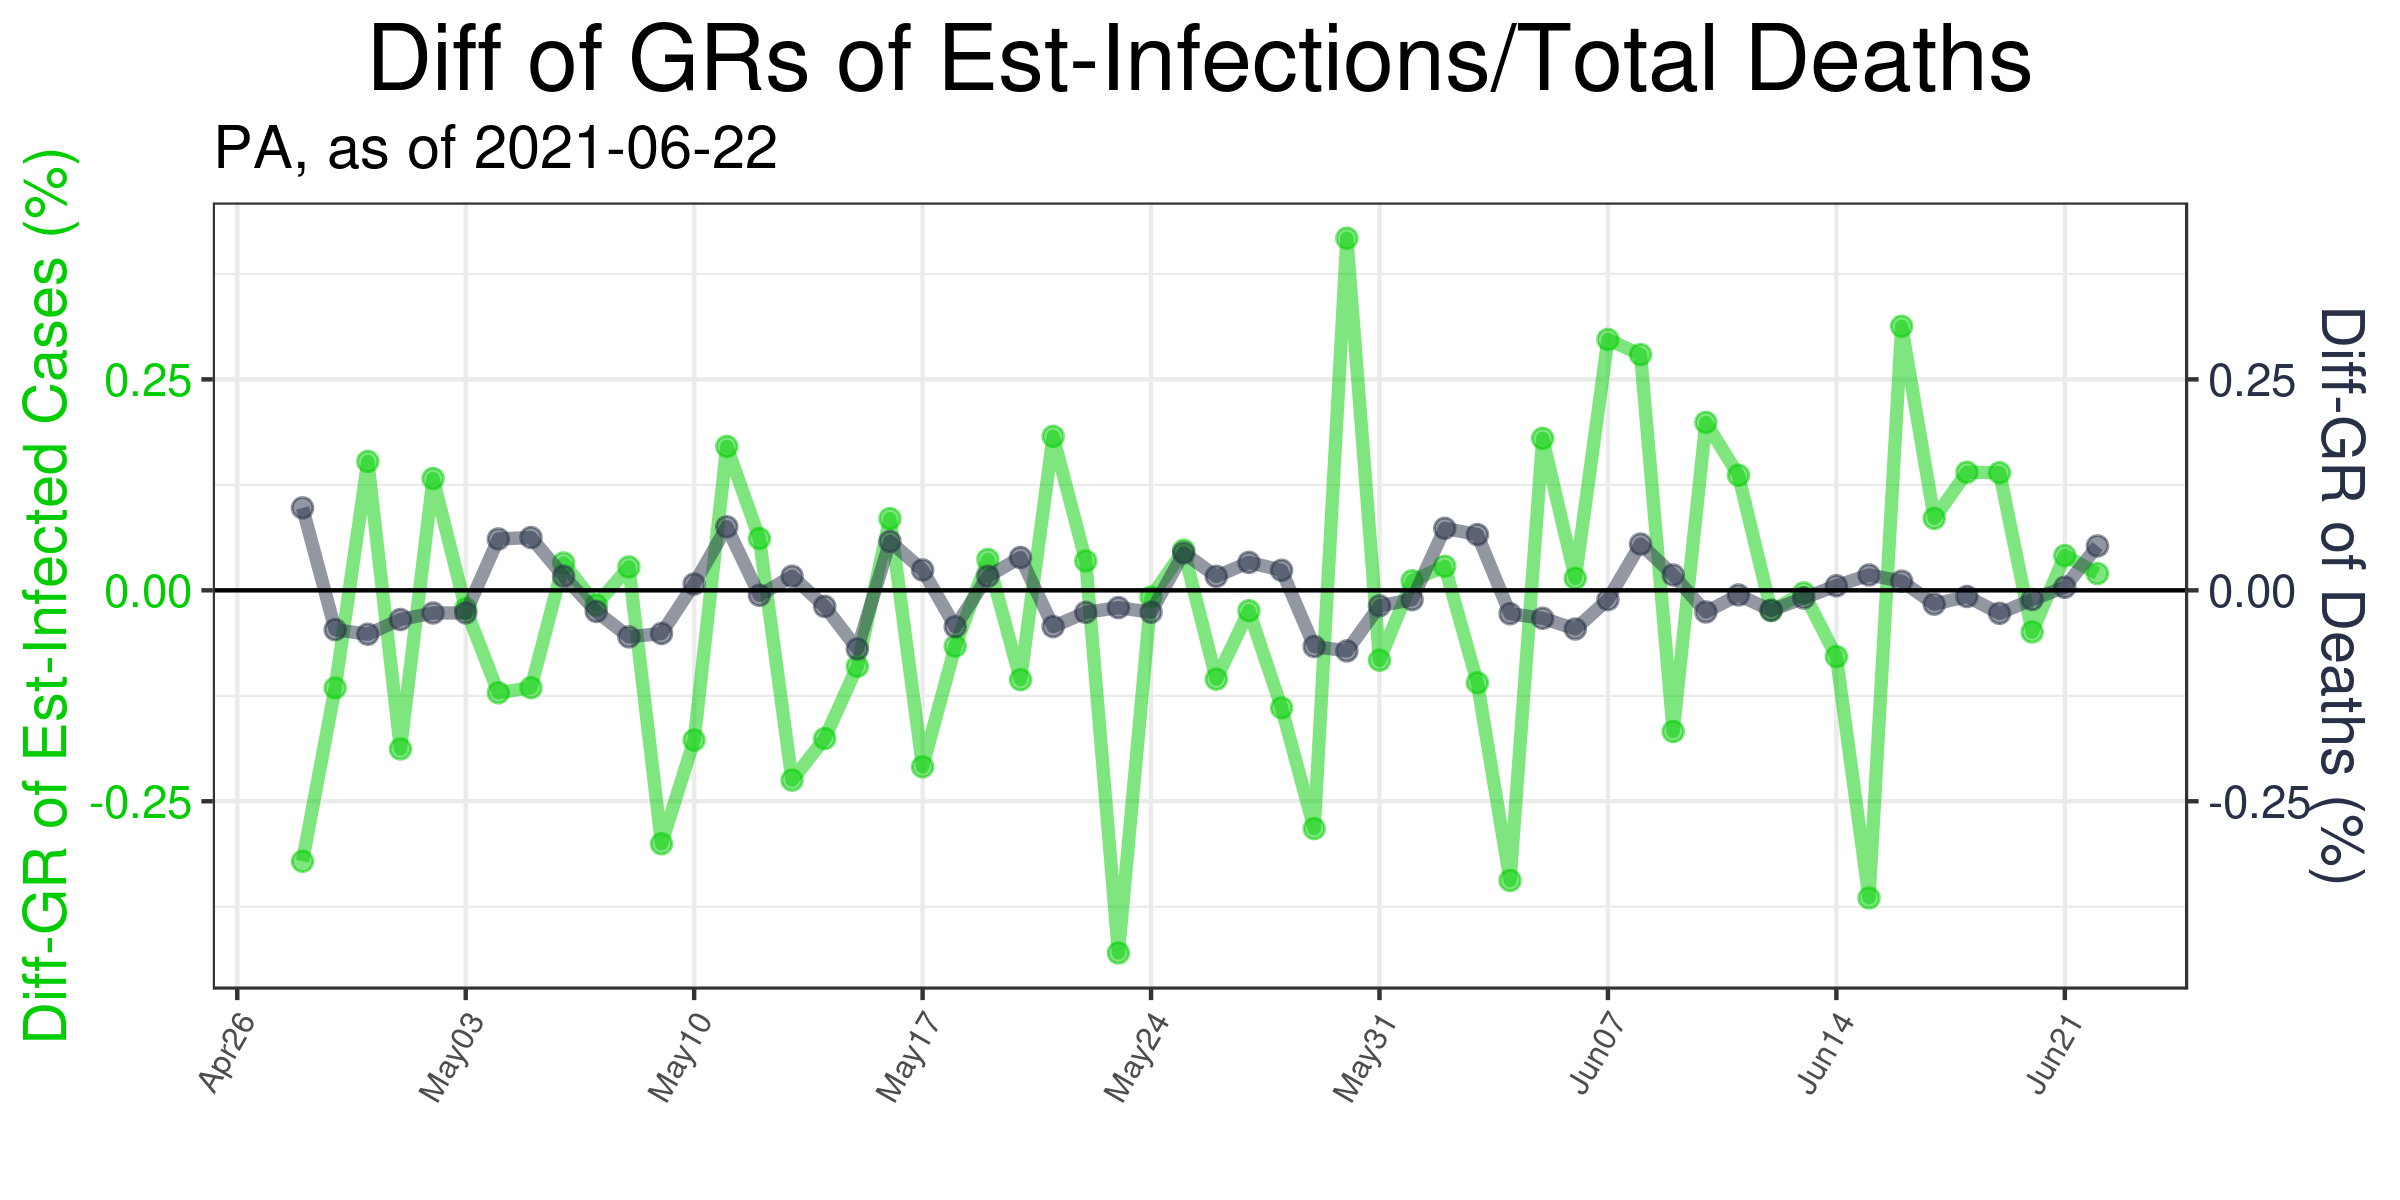 Diff of GRs of Est-Infections/Total Deaths
PA, as of 2021-06-22
Diff-GR of Est-Infected Cases (%)
0.25
0.00
-0.25
0.25
0.00
-0.25
Diff-GR of Deaths (%)
Apr26
May03
May10
May17
May24
May31
Jun07
Jun14
Jun21